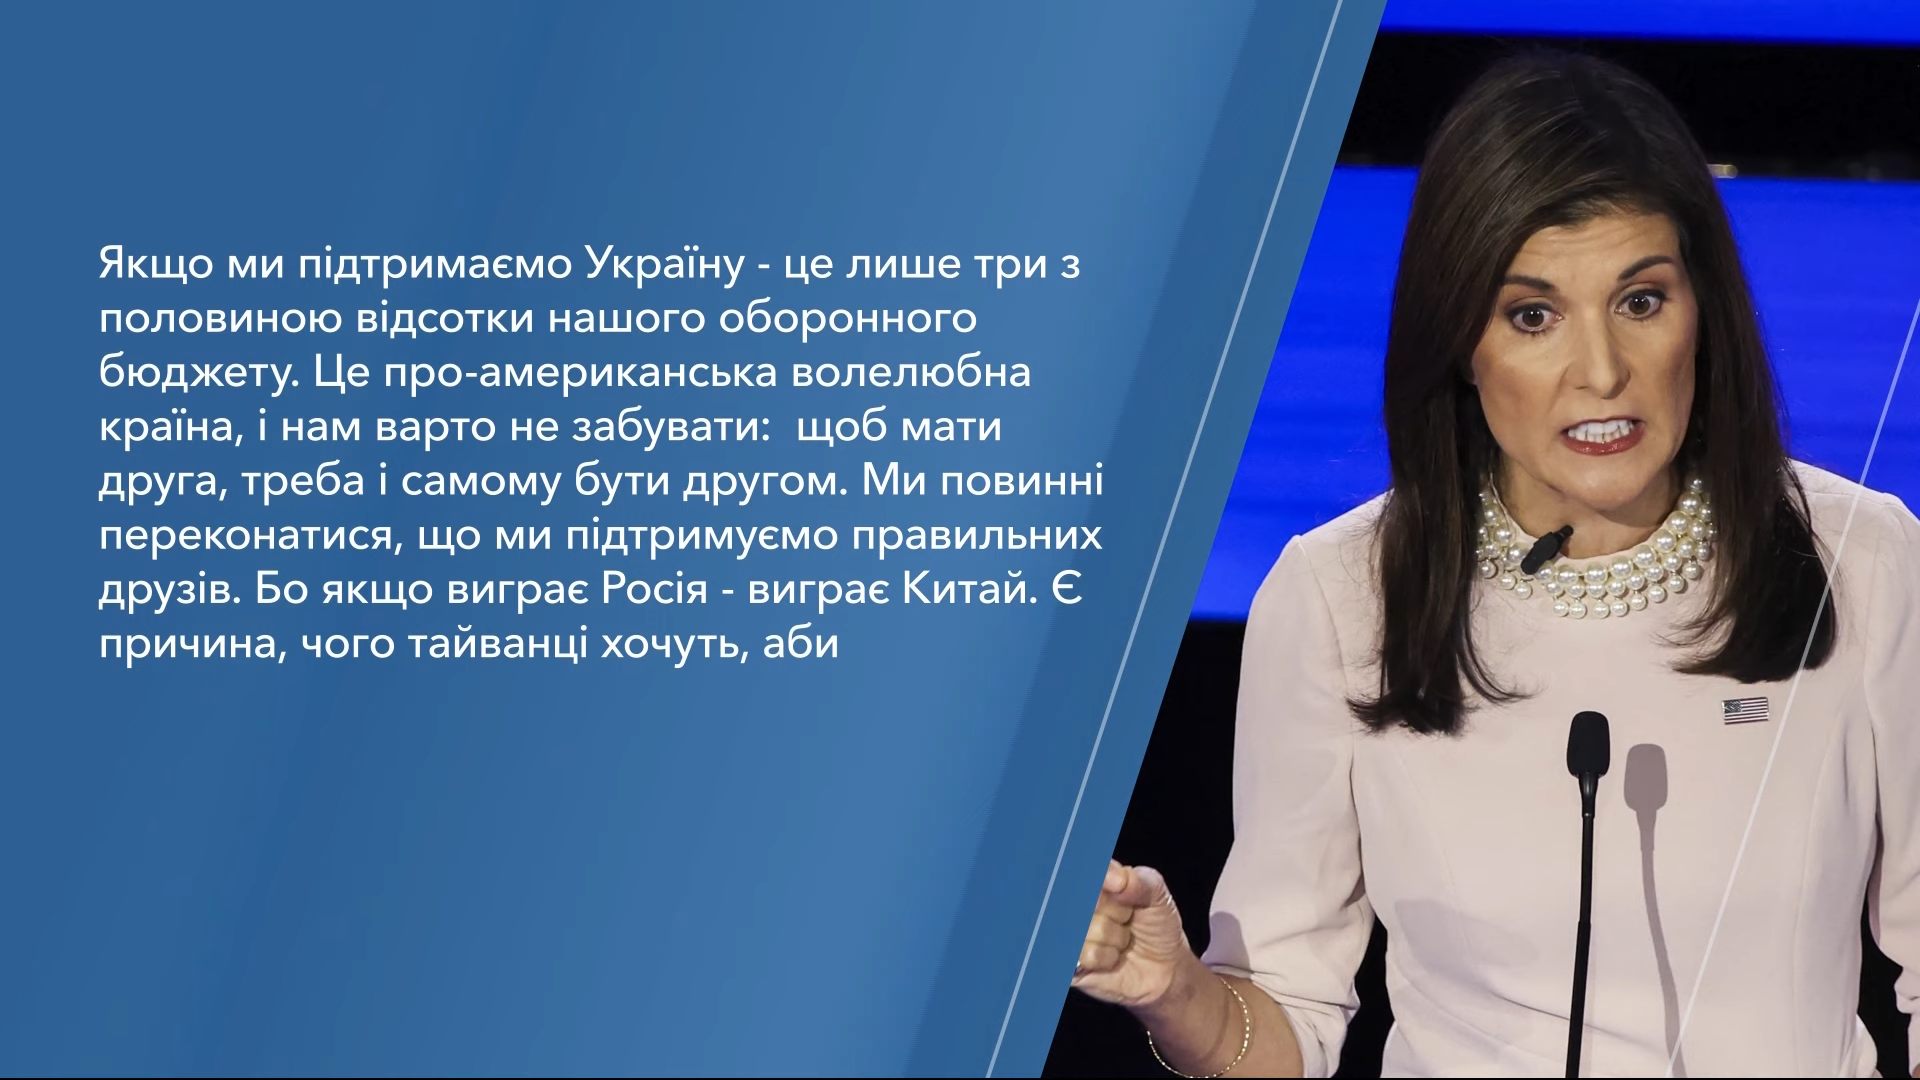 Якщо ми підтримаємо Україну - це лише три з
половиною відсотки нашого оборонного
бюджету. Це про-американська волелюбна
країна, і нам варто не забувати:  щоб мати
друга, треба і самому бути другом. Ми повинні
переконатися, що ми підтримуємо правильних
друзів. Бо якщо виграє Росія - виграє Китай. Є
причина, чого тайванці хочуть, аби